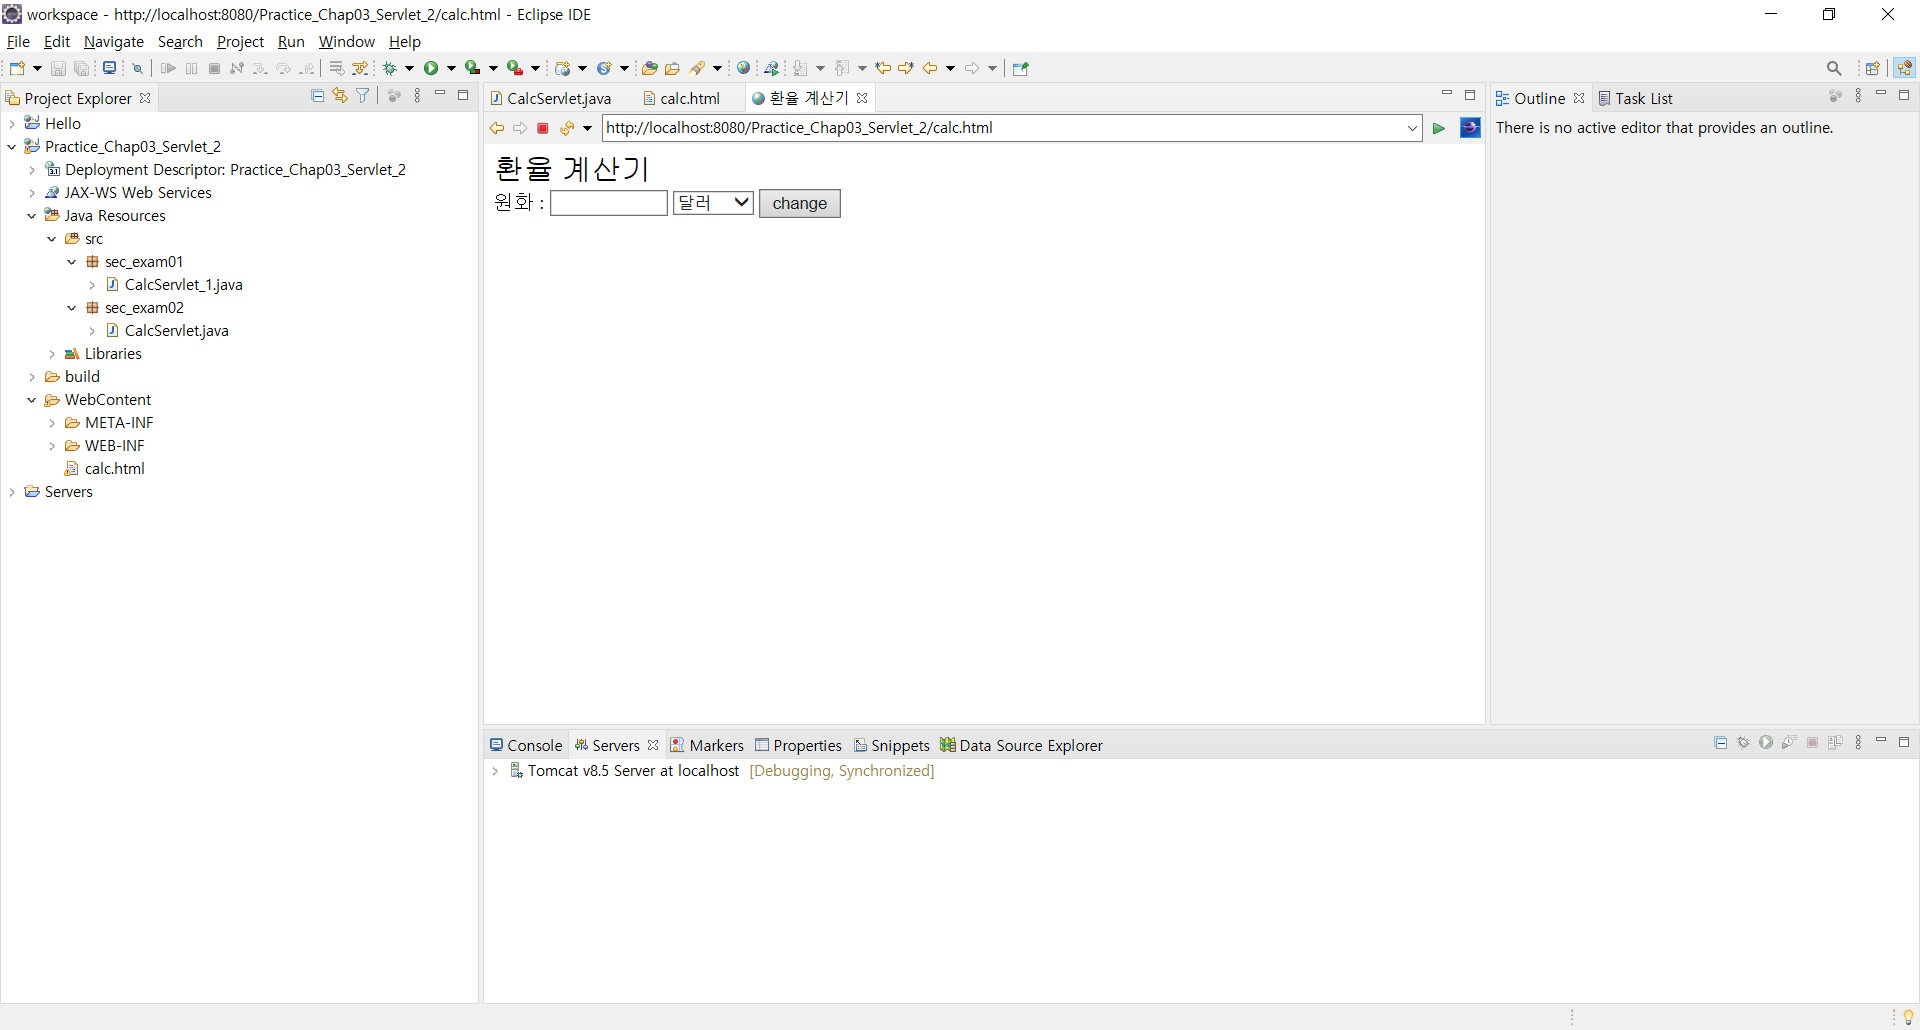 workspace - http://localhost:8080/Practice_Chap03_Servlet_2/calc.html - Eclipse IDE
File Edit Navigate Search Project Run Window Help
Project Explorer
Hello
Practice_Chap03_Servlet_2
Deployment Descriptor: Practice_Chap03_Servlet_2
JAX-WS Web Services
Java Resources
src
sec_exam01
CalcServlet_1.java
sec_exam02
CalcServlet.java
Libraries
build
WebContent
META-INF
WEB-INF
calc.html
Servers
CalcServlet.java calc.html 환율 계산기
http://localhost:8080/Practice_Chap03_Servlet_2/calc.html
환율 계산기
원화 : 달러 change
Outline Task List
There is no active editor that provides an outline.
Console Servers Markers Properties Snippets Data Source Explorer
Tomcat v8.5 Server at localhost [Debugging, Synchronized]